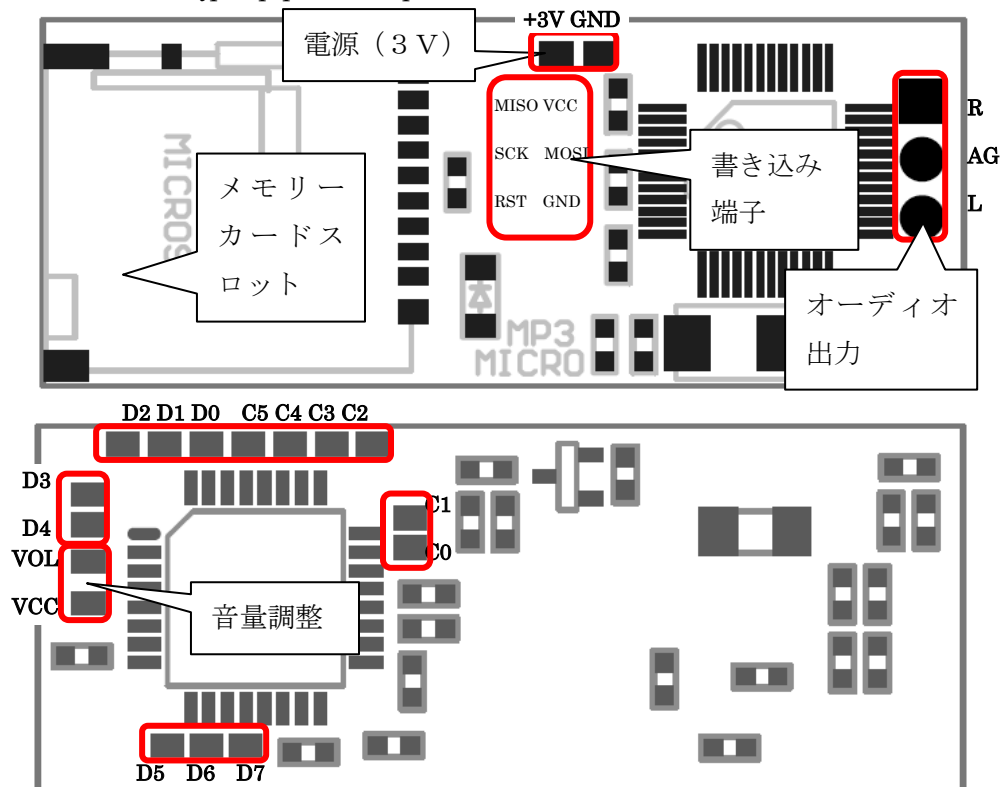 +3V GND
電源（３Ｖ）
MISO VCC
SCK MOSI
RST GND
書き込み
端子
R
AG
L
オーディオ
出力
メモリー
カードス
ロット
MICROS
MP3
MICRO
D2 D1 D0 C5 C4 C3 C2
D3
D4
VOL
VCC
C1
C0
音量調整
D5 D6 D7